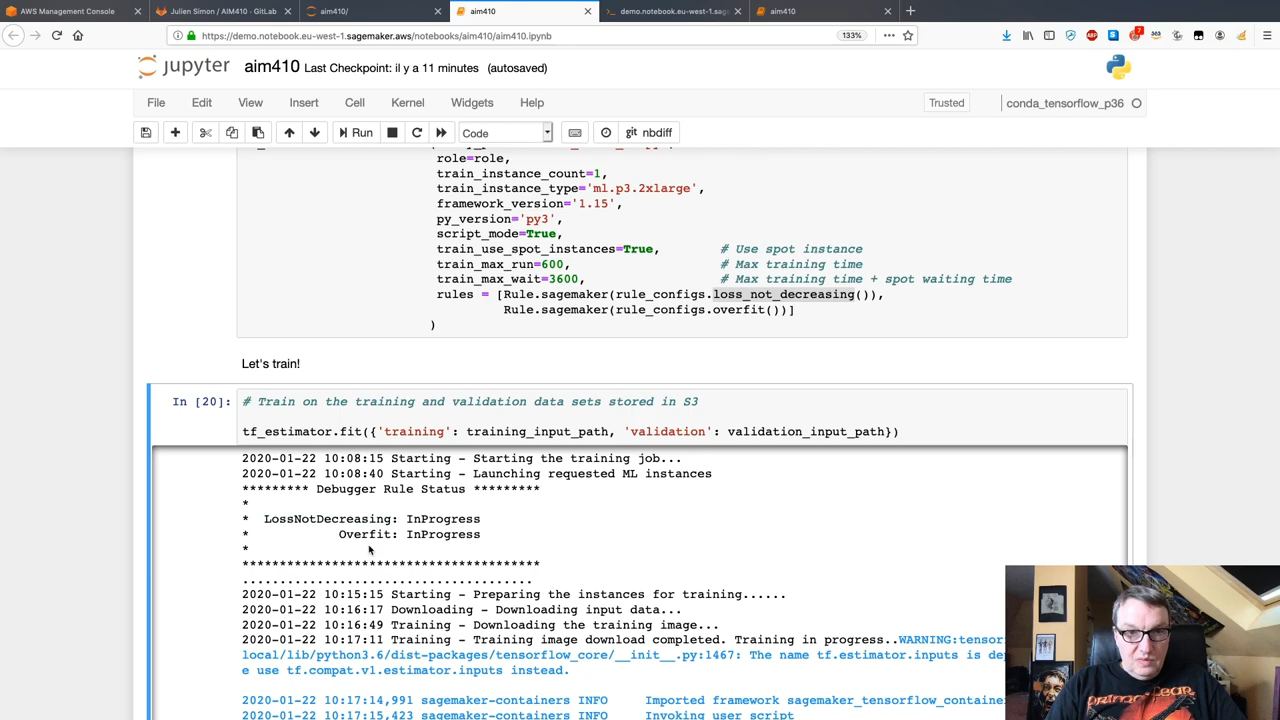 AWS Management Console
Julien Simon / AIM410 · GitLab
aim410/
aim410
demo.notebook.eu-west-1.sage
aim410
https://demo.notebook.eu-west-1.sagemaker.aws/notebooks/aim410/aim410.ipynb
133%
jupyter aim410 Last Checkpoint: il y a 11 minutes (autosaved)
File Edit View Insert Cell Kernel Widgets Help Trusted conda_tensorflow_p36
Run Code git nbdiff
role=role,
train_instance_count=1,
train_instance_type='ml.p3.2xlarge',
framework_version='1.15',
py_version='py3',
script_mode=True,
train_use_spot_instances=True, # Use spot instance
train_max_run=600, # Max training time
train_max_wait=3600, # Max training time + spot waiting time
rules = [Rule.sagemaker(rule_configs.loss_not_decreasing()),
Rule.sagemaker(rule_configs.overfit())]
)
Let's train!
In [20]: # Train on the training and validation data sets stored in S3
tf_estimator.fit({'training': training_input_path, 'validation': validation_input_path})
2020-01-22 10:08:15 Starting - Starting the training job...
2020-01-22 10:08:40 Starting - Launching requested ML instances
********* Debugger Rule Status *********
*
* LossNotDecreasing: InProgress
* Overfit: InProgress
*
****************************************
.......................................
2020-01-22 10:15:15 Starting - Preparing the instances for training......
2020-01-22 10:16:17 Downloading - Downloading input data...
2020-01-22 10:16:49 Training - Downloading the training image...
2020-01-22 10:17:11 Training - Training image download completed. Training in progress..WARNING:tensor
local/lib/python3.6/dist-packages/tensorflow_core/__init__.py:1467: The name tf.estimator.inputs is dep
e use tf.compat.v1.estimator.inputs instead.
2020-01-22 10:17:14,991 sagemaker-containers INFO Imported framework sagemaker_tensorflow_container
2020-01-22 10:17:15,423 sagemaker-containers INFO Invoking user script